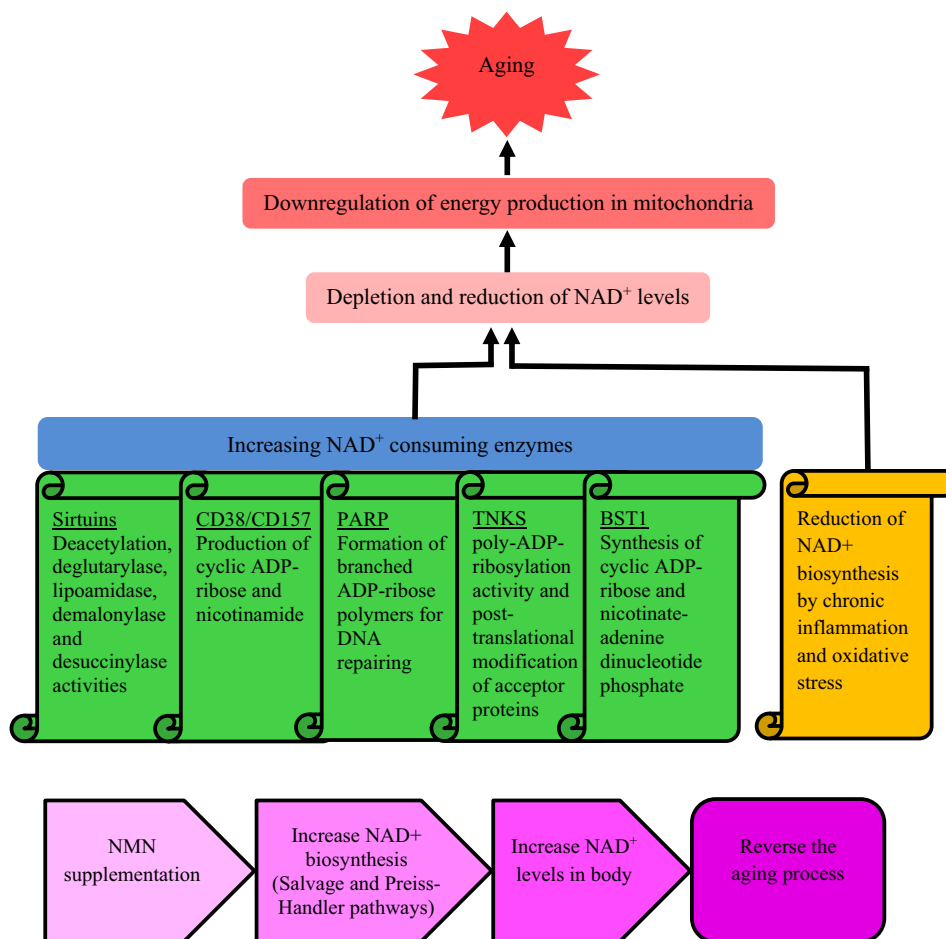 Aging
Downregulation of energy production in mitochondria
Depletion and reduction of NAD⁺ levels
Increasing NAD⁺ consuming enzymes
Sirtuins
Deacetylation,
deglutarylase,
lipoamidase,
demalonylase
and
desuccinylase
activities
CD38/CD157
Production of
cyclic ADP-
ribose and
nicotinamide
PARP
Formation of
branched
ADP-ribose
polymers for
DNA
repairing
TNKS
poly-ADP-
ribosylation
activity and
post-
translational
modification
of acceptor
proteins
BST1
Synthesis of
cyclic ADP-
ribose and
nicotinate-
adenine
dinucleotide
phosphate
Reduction of
NAD+
biosynthesis
by chronic
inflammation
and oxidative
stress
NMN
supplementation
Increase NAD+
biosynthesis
(Salvage and Preiss-
Handler pathways)
Increase NAD⁺
levels in body
Reverse the
aging process